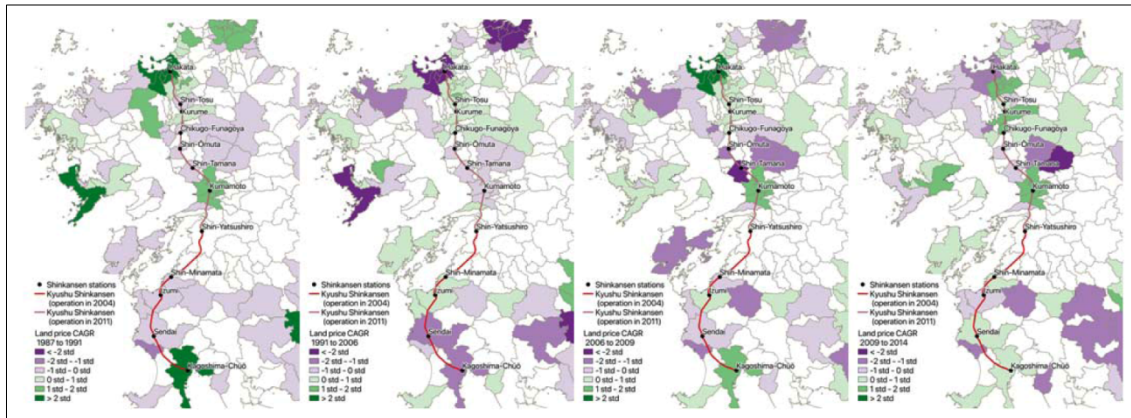 Hakata
Shin-Tosu
Kurume
Chikugo-Funagoya
Shin-Ōmuta
Shin-Tamana
Kumamoto
Shin-Yatsushiro
Shin-Minamata
Izumi
Sendai
Kagoshima-Chūō
Shinkansen stations
Kyushu Shinkansen
(operation in 2004)
Kyushu Shinkansen
(operation in 2011)
Land price CAGR
1987 to 1991
< -2 std
-2 std - -1 std
-1 std - 0 std
0 std - 1 std
1 std - 2 std
> 2 std
Hakata
Shin-Tosu
Kurume
Chikugo-Funagoya
Shin-Ōmuta
Shin-Tamana
Kumamoto
Shin-Yatsushiro
Shin-Minamata
Izumi
Sendai
Kagoshima-Chūō
Shinkansen stations
Kyushu Shinkansen
(operation in 2004)
Kyushu Shinkansen
(operation in 2011)
Land price CAGR
1991 to 2006
< -2 std
-2 std - -1 std
-1 std - 0 std
0 std - 1 std
1 std - 2 std
> 2 std
Hakata
Shin-Tosu
Kurume
Chikugo-Funagoya
Shin-Ōmuta
Shin-Tamana
Kumamoto
Shin-Yatsushiro
Shin-Minamata
Izumi
Sendai
Kagoshima-Chūō
Shinkansen stations
Kyushu Shinkansen
(operation in 2004)
Kyushu Shinkansen
(operation in 2011)
Land price CAGR
2006 to 2009
< -2 std
-2 std - -1 std
-1 std - 0 std
0 std - 1 std
1 std - 2 std
> 2 std
Hakata
Shin-Tosu
Kurume
Chikugo-Funagoya
Shin-Ōmuta
Shin-Tamana
Kumamoto
Shin-Yatsushiro
Shin-Minamata
Izumi
Sendai
Kagoshima-Chūō
Shinkansen stations
Kyushu Shinkansen
(operation in 2004)
Kyushu Shinkansen
(operation in 2011)
Land price CAGR
2009 to 2014
< -2 std
-2 std - -1 std
-1 std - 0 std
0 std - 1 std
1 std - 2 std
> 2 std